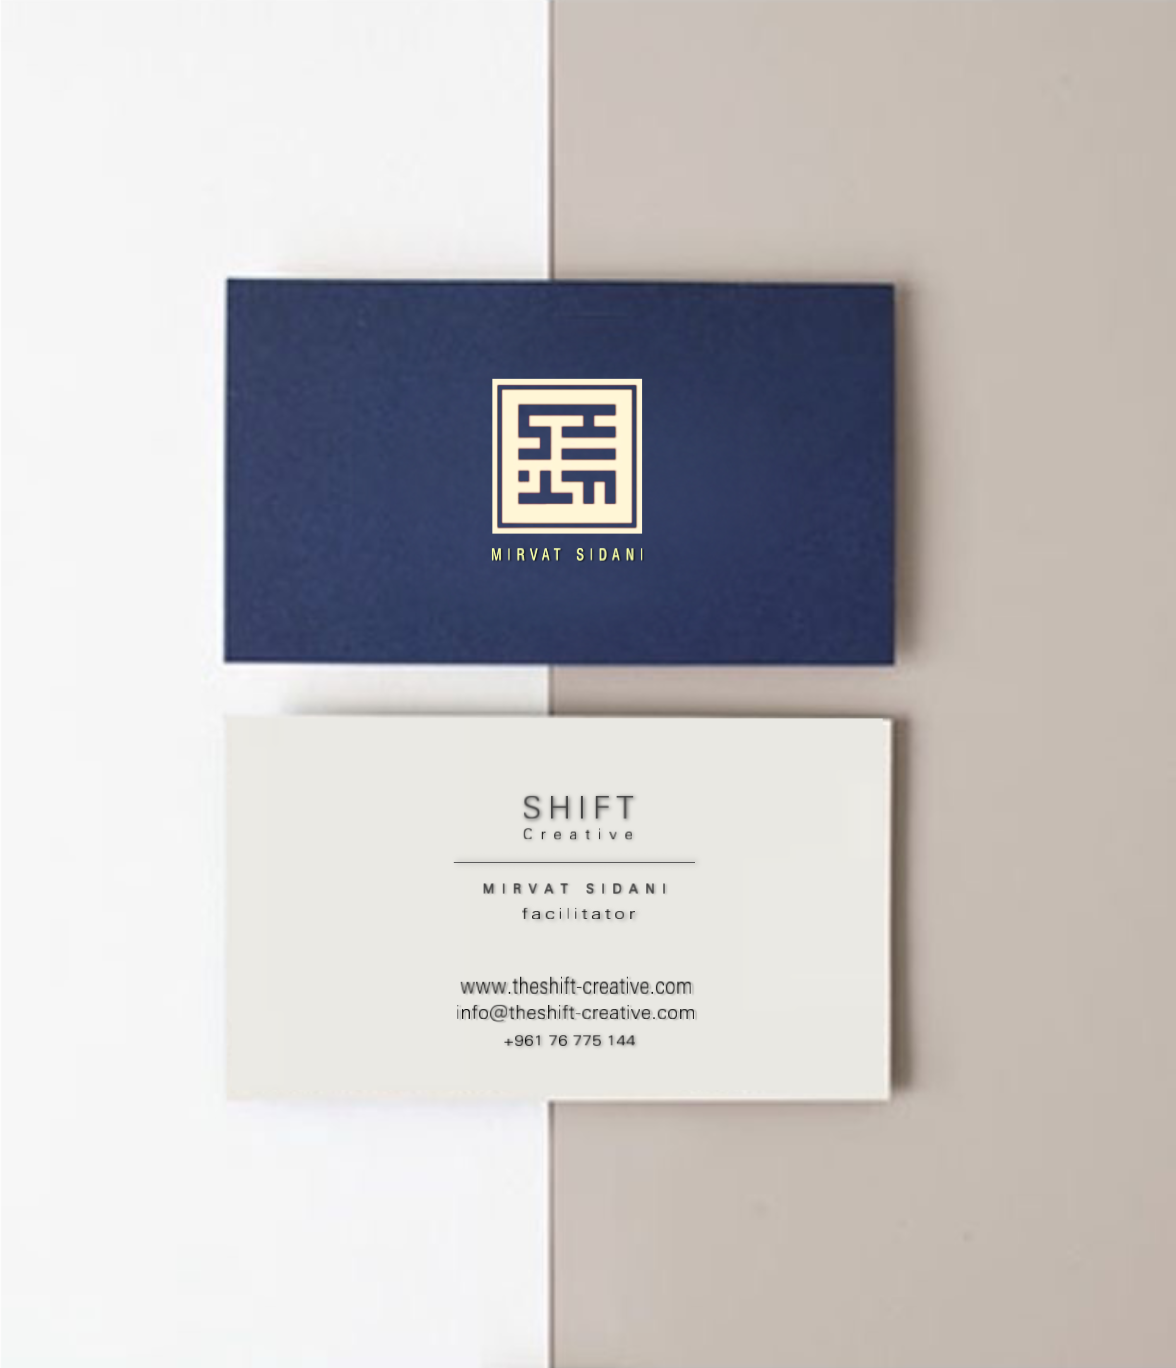 MIRVAT SIDANI
SHIFT
Creative
MIRVAT SIDANI
facilitator
www.theshift-creative.com
info@theshift-creative.com
+961 76 775 144